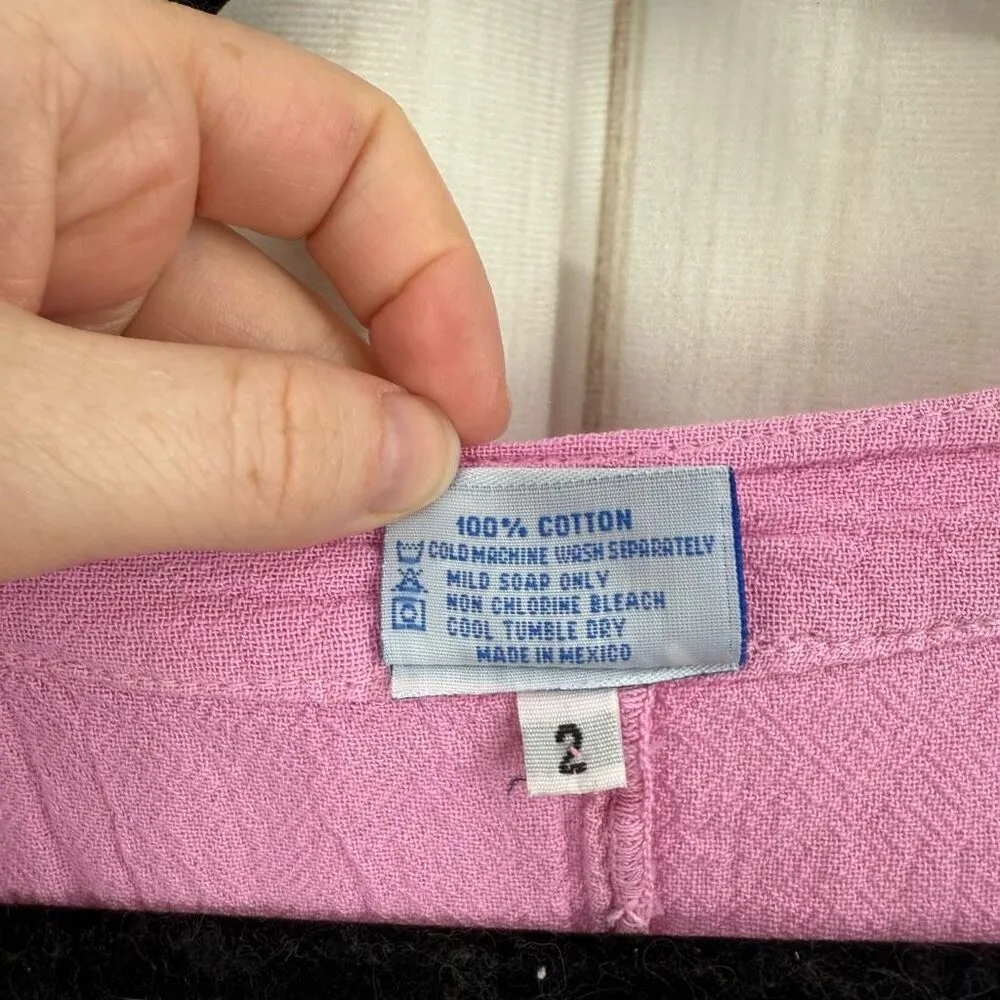 100% COTTON
COLD MACHINE WASH SEPARATELY
MILD SOAP ONLY
NON CHLORINE BLEACH
COOL TUMBLE DRY
MADE IN MEXICO
2